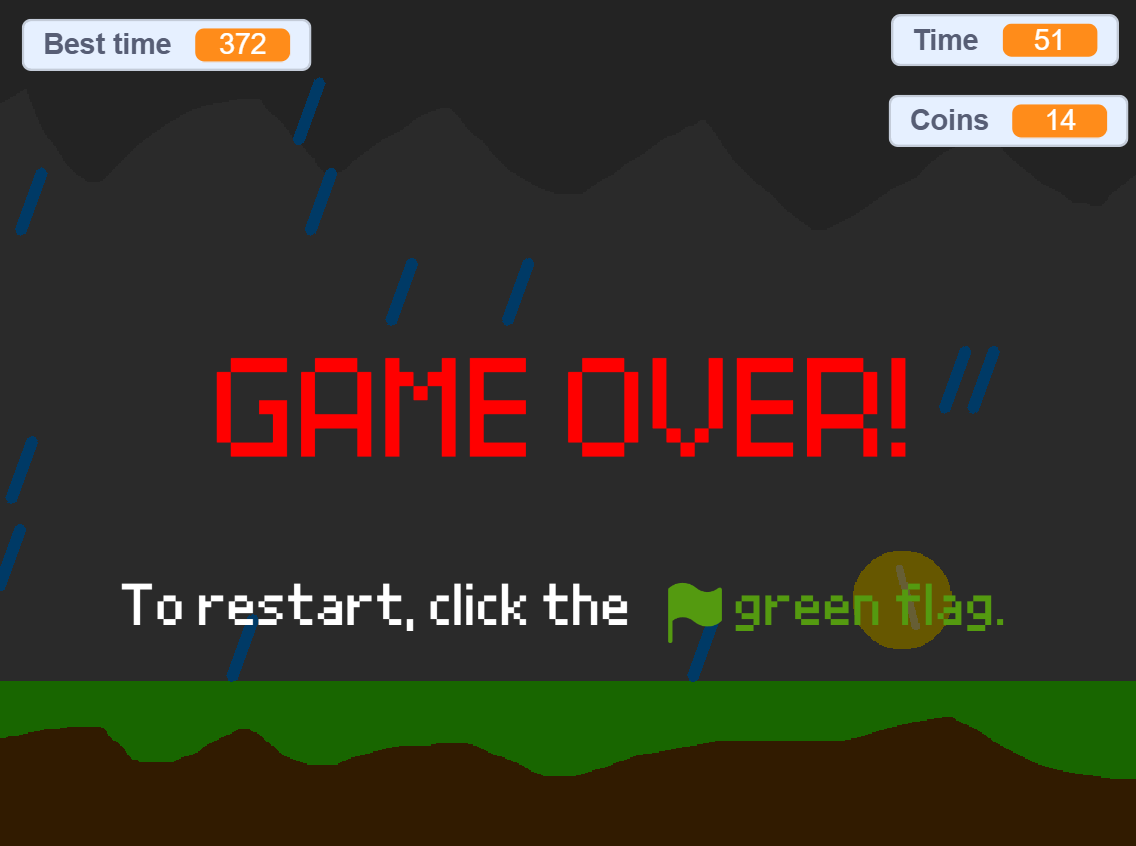 Best time 372
Time 51
Coins 14
GAME OVER!
To restart, click the green flag.